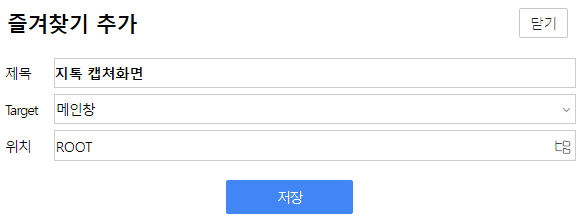 즐겨찾기 추가
닫기
제목 지톡 캡쳐화면
Target 메인창
위치 ROOT
저장